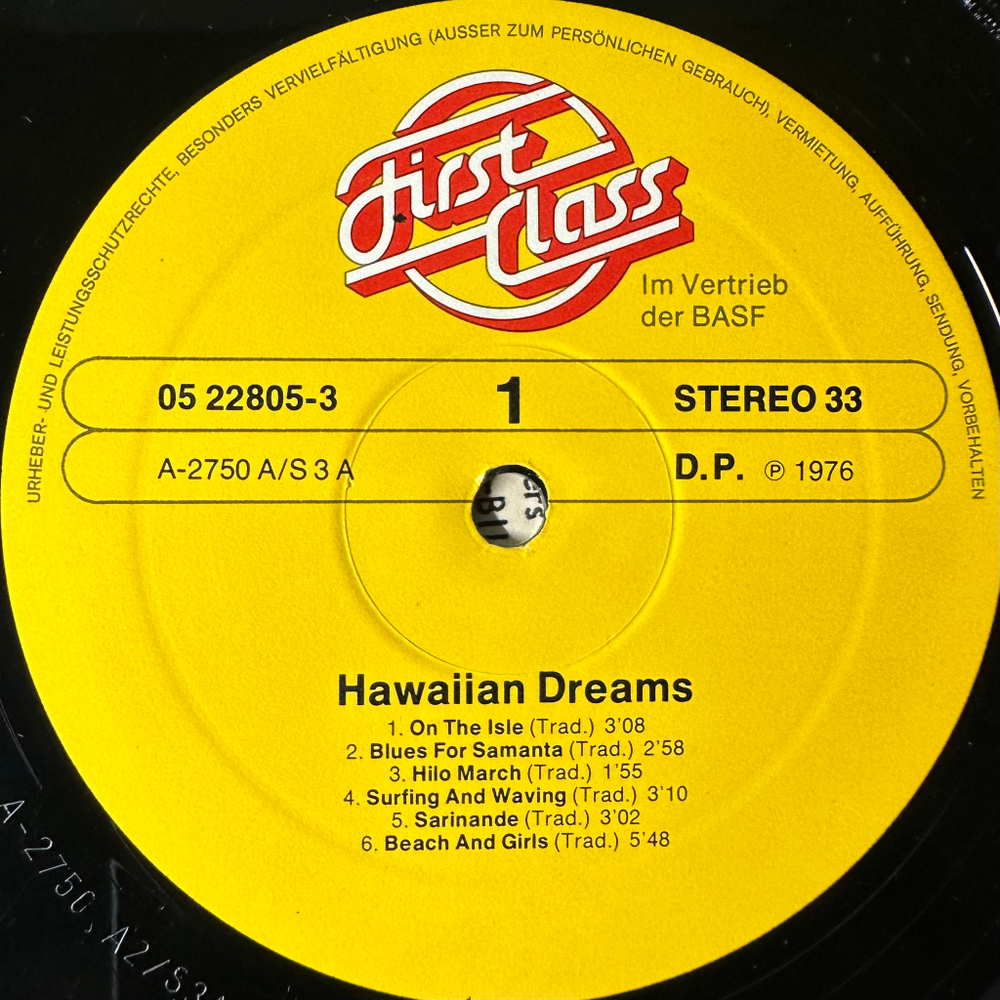 URHEBER- UND LEISTUNGSSCHUTZRECHTE, BESONDERS VERVIELFÄLTIGUNG (AUSSER ZUM PERSÖNLICHEN GEBRAUCH), VERMIETUNG, AUFFÜHRUNG, SENDUNG, VORBEHALTEN
First
Class
Im Vertrieb
der BASF
05 22805-3
1
STEREO 33
A-2750 A/S 3 A
D.P. ℗ 1976
Hawaiian Dreams
1. On The Isle (Trad.) 3'08
2. Blues For Samanta (Trad.) 2'58
3. Hilo March (Trad.) 1'55
4. Surfing And Waving (Trad.) 3'10
5. Sarinande (Trad.) 3'02
6. Beach And Girls (Trad.) 5'48